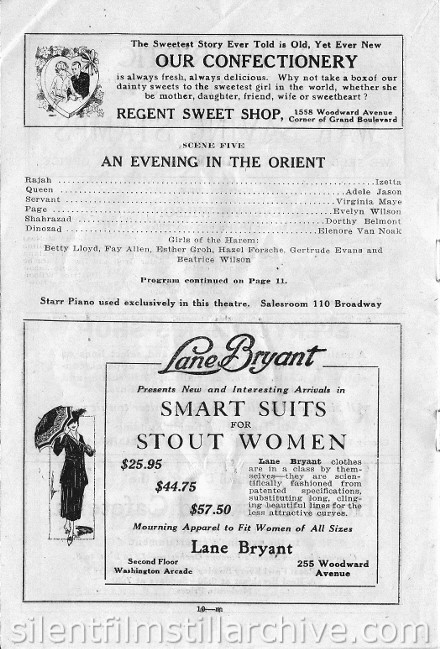 The Sweetest Story Ever Told is Old, Yet Ever New
OUR CONFECTIONERY
is always fresh, always delicious. Why not take a box of our
dainty sweets to the sweetest girl in the world, whether she
be mother, daughter, friend, wife or sweetheart?
REGENT SWEET SHOP, 1558 Woodward Avenue
Corner of Grand Boulevard
SCENE FIVE
AN EVENING IN THE ORIENT
Rajah ........ Izetta
Queen ........ Adele Jason
Servant ........ Virginia Maye
Page ........ Evelyn Wilson
Shahrazad ........ Dorthy Belmont
Dinozad ........ Elenore Van Noak
Girls of the Harem:
Betty Lloyd, Fay Allen, Esther Groh, Hazel Forsche, Gertrude Evans and
Beatrice Wilson
Program continued on Page 11.
Starr Piano used exclusively in this theatre. Salesroom 110 Broadway
Lane Bryant
Presents New and Interesting Arrivals in
SMART SUITS
FOR
STOUT WOMEN
$25.95
$44.75
$57.50
Lane Bryant clothes
are in a class by them-
selves—they are scien-
tifically fashioned from
patented specifications,
substituting long, cling-
ing beautiful lines for the
less attractive curves.
Mourning Apparel to Fit Women of All Sizes
Lane Bryant
Second Floor
Washington Arcade
255 Woodward
Avenue
silentfilmstillarchive.com